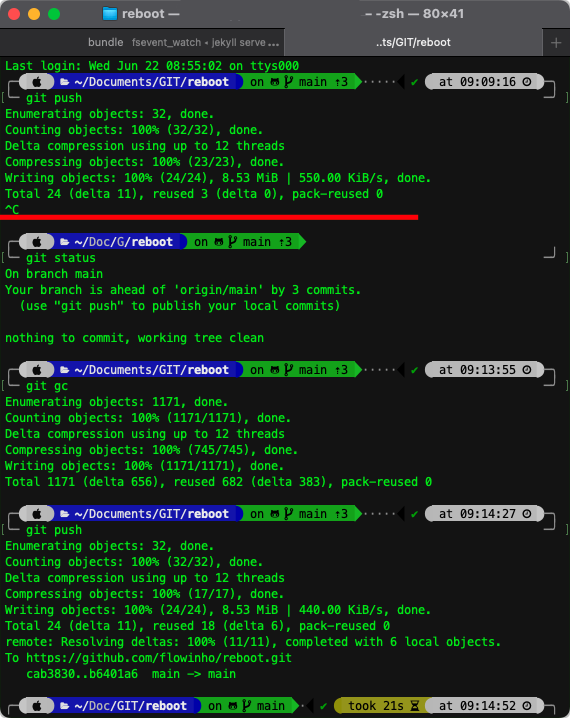 reboot — — -zsh — 80×41
bundle fsevent_watch • jekyll serve ... ..ts/GIT/reboot +
Last login: Wed Jun 22 08:55:02 on ttys000
~/Documents/GIT/reboot on main ⇡3 ····· ✔ at 09:09:16
git push
Enumerating objects: 32, done.
Counting objects: 100% (32/32), done.
Delta compression using up to 12 threads
Compressing objects: 100% (23/23), done.
Writing objects: 100% (24/24), 8.53 MiB | 550.00 KiB/s, done.
Total 24 (delta 11), reused 3 (delta 0), pack-reused 0
^C
~/Doc/G/reboot on main ⇡3
git status
On branch main
Your branch is ahead of 'origin/main' by 3 commits.
(use "git push" to publish your local commits)
nothing to commit, working tree clean
~/Documents/GIT/reboot on main ⇡3 ····· ✔ at 09:13:55
git gc
Enumerating objects: 1171, done.
Counting objects: 100% (1171/1171), done.
Delta compression using up to 12 threads
Compressing objects: 100% (745/745), done.
Writing objects: 100% (1171/1171), done.
Total 1171 (delta 656), reused 682 (delta 383), pack-reused 0
~/Documents/GIT/reboot on main ⇡3 ····· ✔ at 09:14:27
git push
Enumerating objects: 32, done.
Counting objects: 100% (32/32), done.
Delta compression using up to 12 threads
Compressing objects: 100% (17/17), done.
Writing objects: 100% (24/24), 8.53 MiB | 440.00 KiB/s, done.
Total 24 (delta 11), reused 18 (delta 6), pack-reused 0
remote: Resolving deltas: 100% (11/11), completed with 6 local objects.
To https://github.com/flowinho/reboot.git
cab3830..b6401a6 main -> main
~/Doc/GIT/reboot on main · ✔ took 21s at 09:14:52